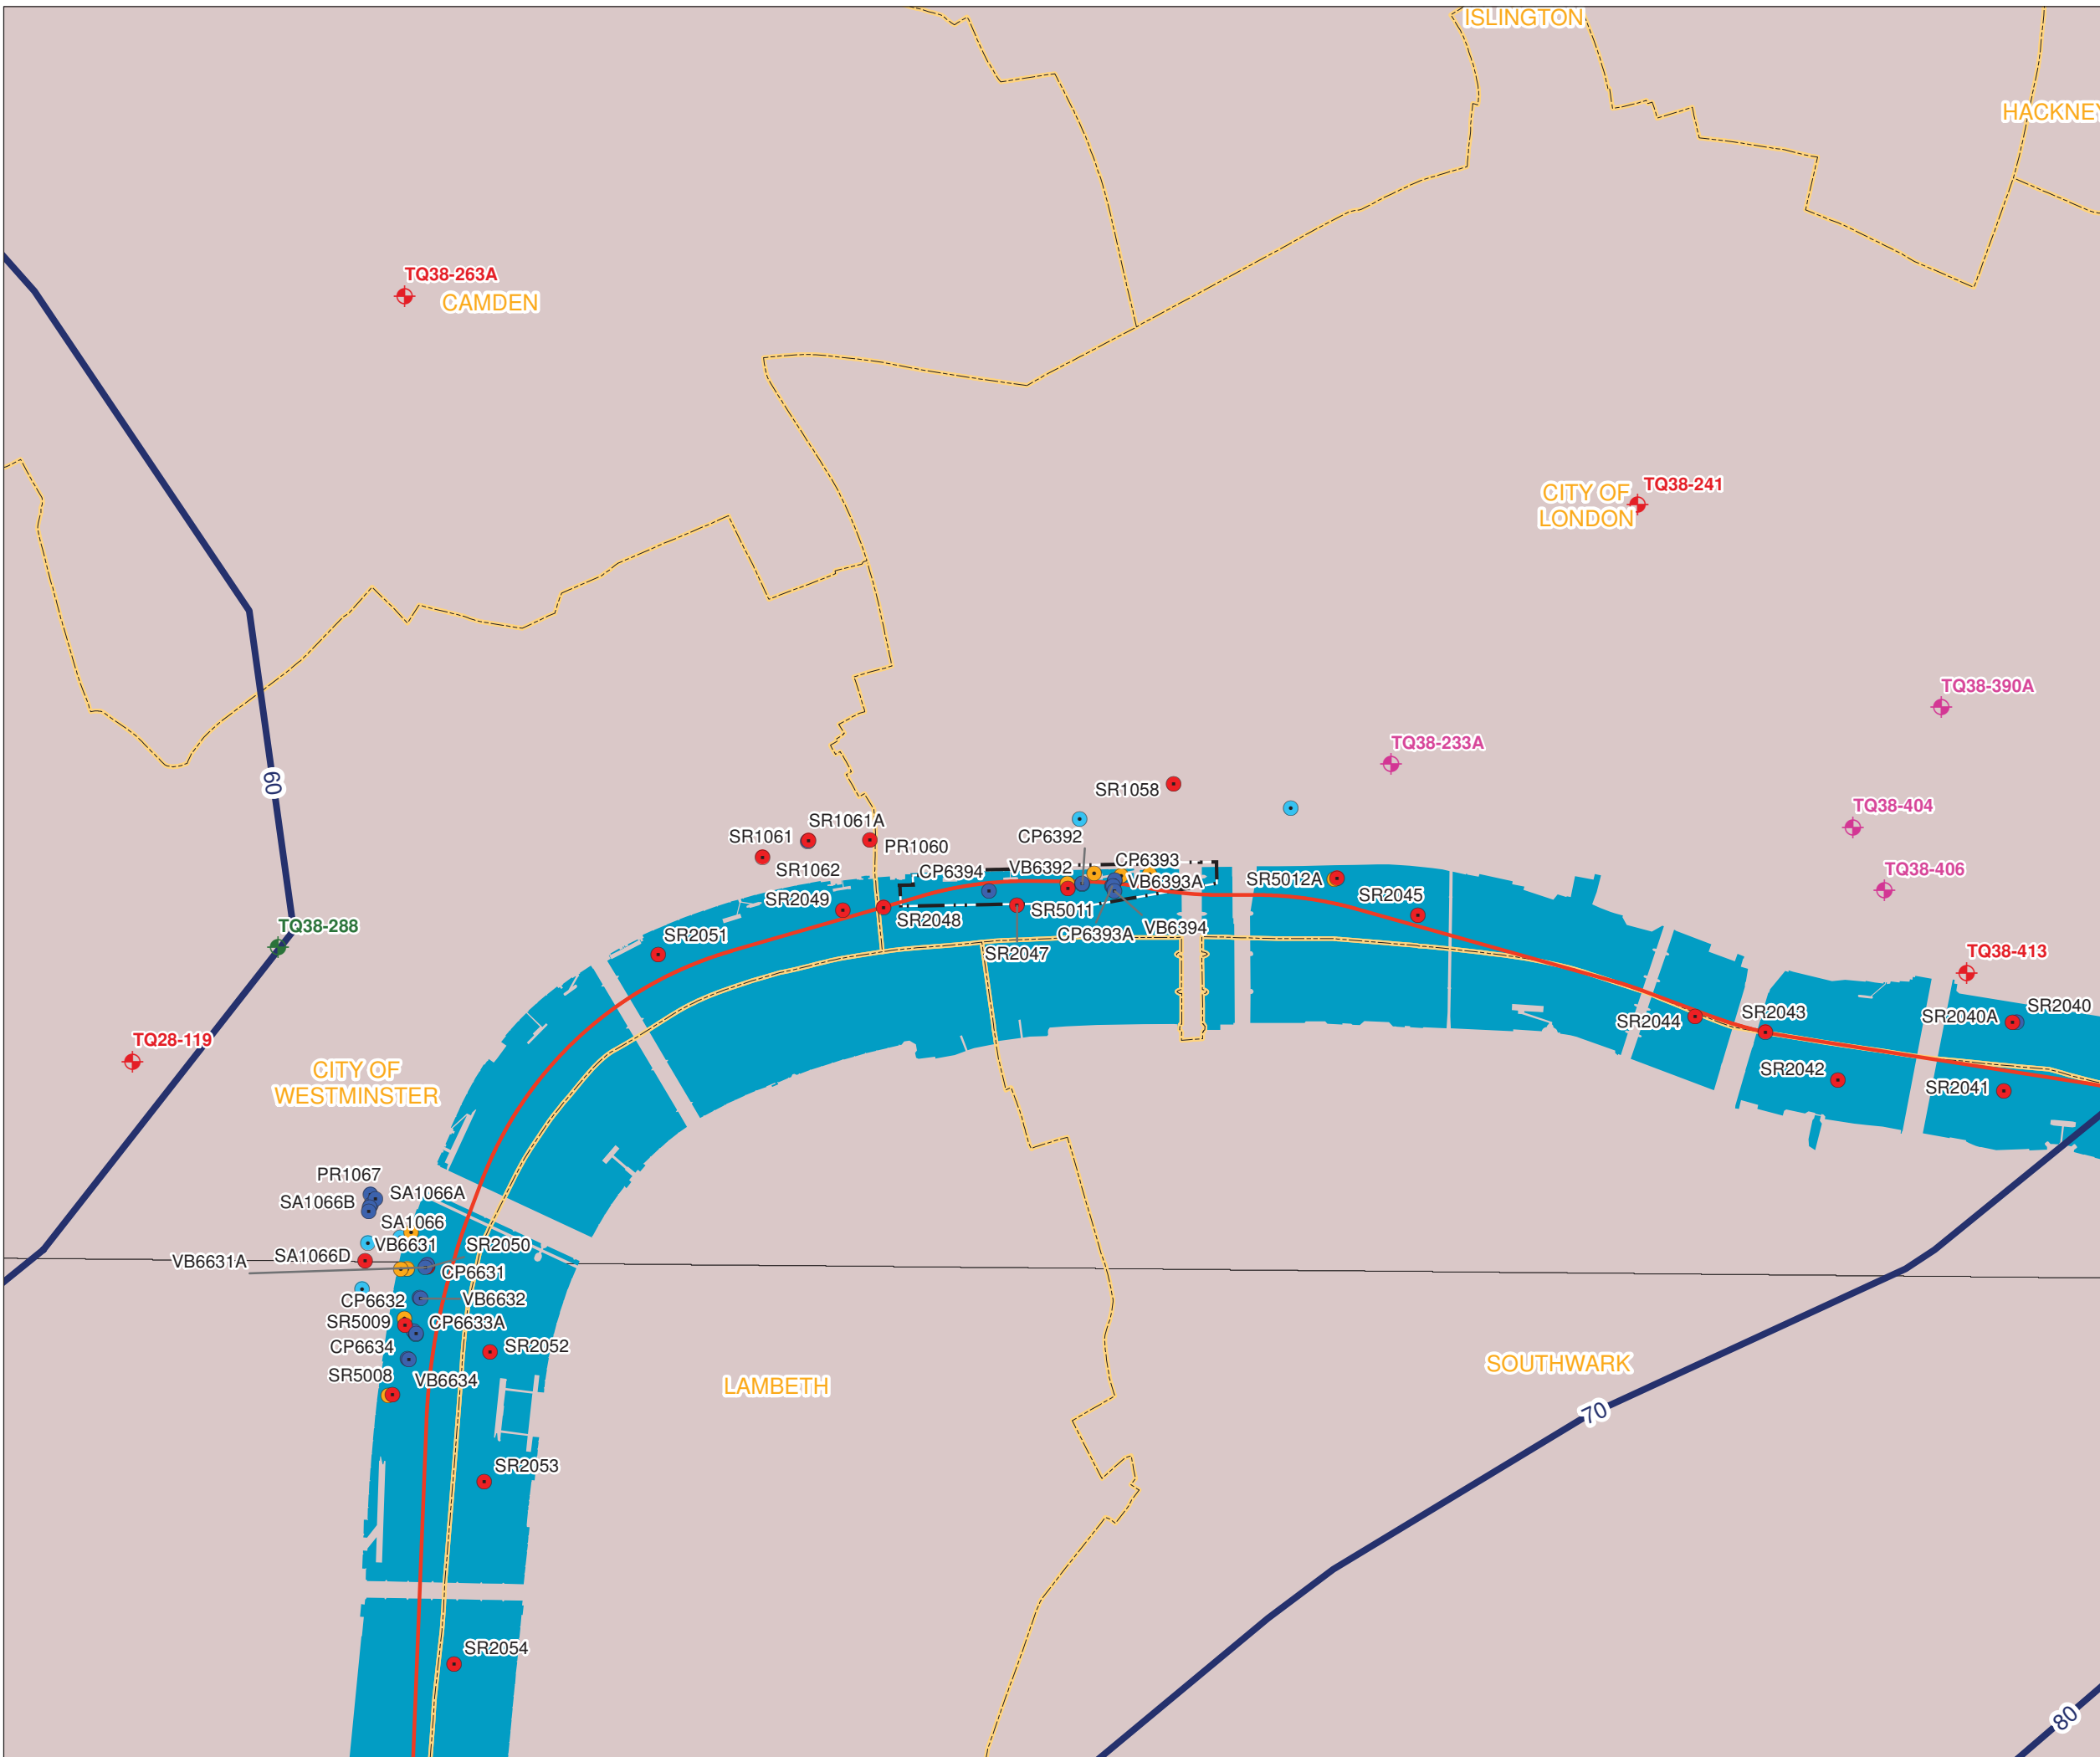 ISLINGTON
HACKNEY
TQ38-263A
CAMDEN
TQ38-241
CITY OF
LONDON
TQ38-390A
TQ38-233A
60
SR1058
TQ38-404
SR1061A
SR1061
CP6392
PR1060
CP6393
SR1062
CP6394
VB6392
TQ38-406
VB6393A
SR5012A
SR2045
SR2049
SR5011
SR2048
TQ38-288
VB6394
CP6393A
SR2051
SR2047
TQ38-413
SR2040
SR2043
SR2040A
SR2044
TQ28-119
CITY OF
WESTMINSTER
SR2042
SR2041
PR1067
SA1066A
SA1066B
SA1066
VB6631
SR2050
SA1066D
VB6631A
CP6631
CP6632
VB6632
SR5009
CP6633A
CP6634
SR2052
SR5008
VB6634
SOUTHWARK
LAMBETH
70
SR2053
SR2054
80